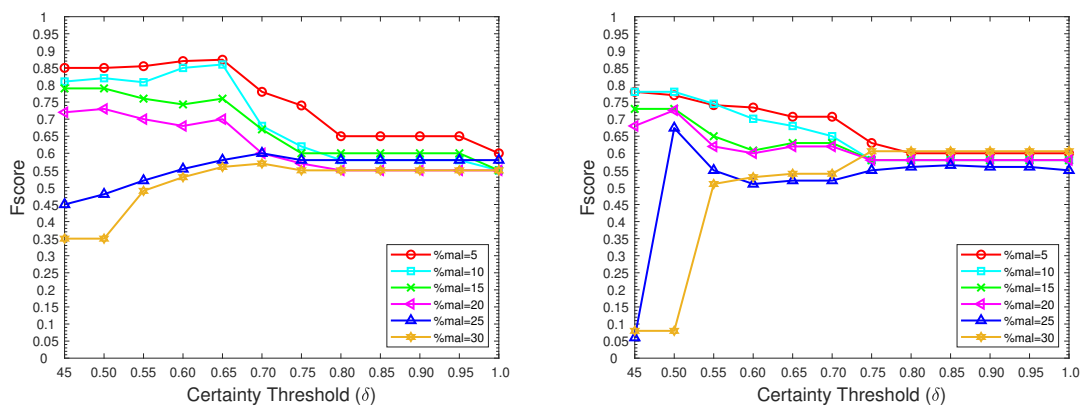 1
0.95
0.9
0.85
0.8
0.75
0.7
0.65
0.6
0.55
0.5
0.45
0.4
0.35
0.3
0.25
0.2
0.15
0.1
0.05
0
Fscore
%mal=5
%mal=10
%mal=15
%mal=20
%mal=25
%mal=30
45 0.50 0.55 0.60 0.65 0.70 0.75 0.80 0.85 0.90 0.95 1.0
Certainty Threshold (δ)
1
0.95
0.9
0.85
0.8
0.75
0.7
0.65
0.6
0.55
0.5
0.45
0.4
0.35
0.3
0.25
0.2
0.15
0.1
0.05
0
Fscore
%mal=5
%mal=10
%mal=15
%mal=20
%mal=25
%mal=30
45 0.50 0.55 0.60 0.65 0.70 0.75 0.80 0.85 0.90 0.95 1.0
Certainty Threshold (δ)